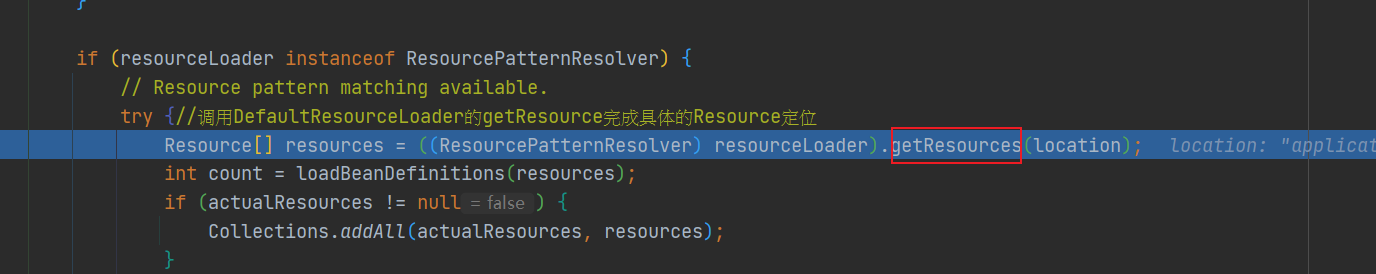 }
if (resourceLoader instanceof ResourcePatternResolver) {
// Resource pattern matching available.
try {//调用DefaultResourceLoader的getResource完成具体的Resource定位
Resource[] resources = ((ResourcePatternResolver) resourceLoader).getResources(location);   location: "applicat
int count = loadBeanDefinitions(resources);
if (actualResources != null = false ) {
Collections.addAll(actualResources, resources);
}